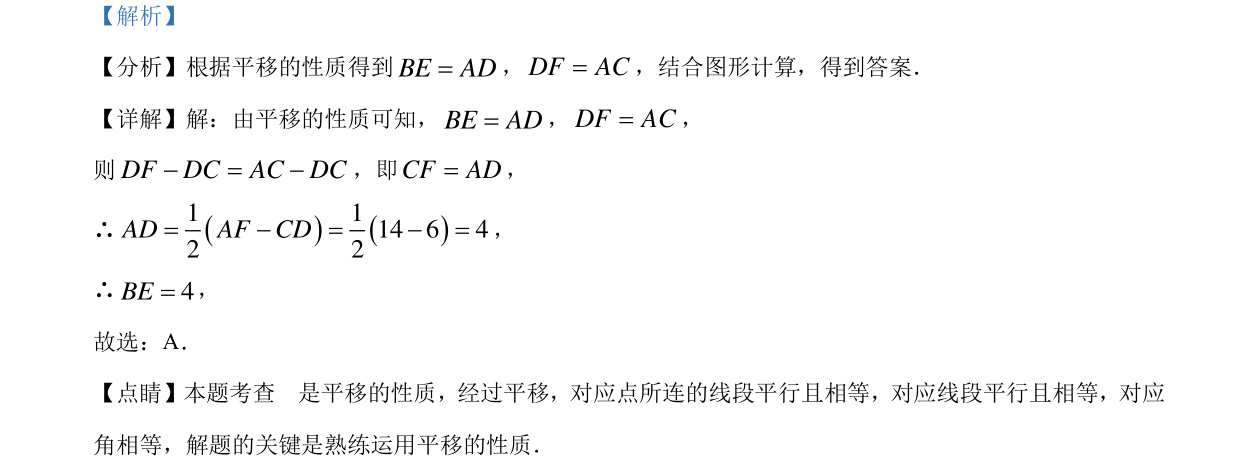 【解析】
【分析】根据平移的性质得到 BE = AD，DF = AC，结合图形计算，得到答案．
【详解】解：由平移的性质可知，BE = AD，DF = AC，
则 DF − DC = AC − DC，即 CF = AD，
∴ AD = 1/2 (AF − CD) = 1/2 (14 − 6) = 4，
∴ BE = 4，
故选：A．
【点睛】本题考查 是平移的性质，经过平移，对应点所连的线段平行且相等，对应线段平行且相等，对应
角相等，解题的关键是熟练运用平移的性质．